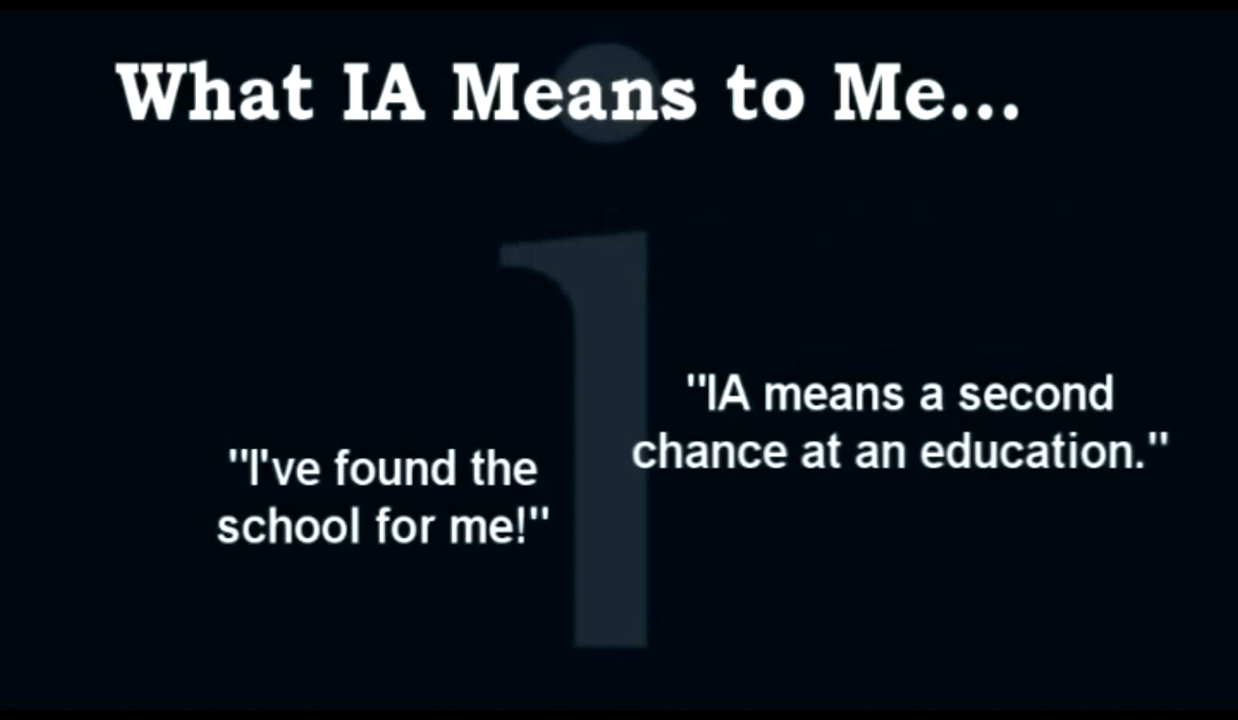 What IA Means to Me...
"IA means a second
chance at an education."
"I've found the
school for me!"